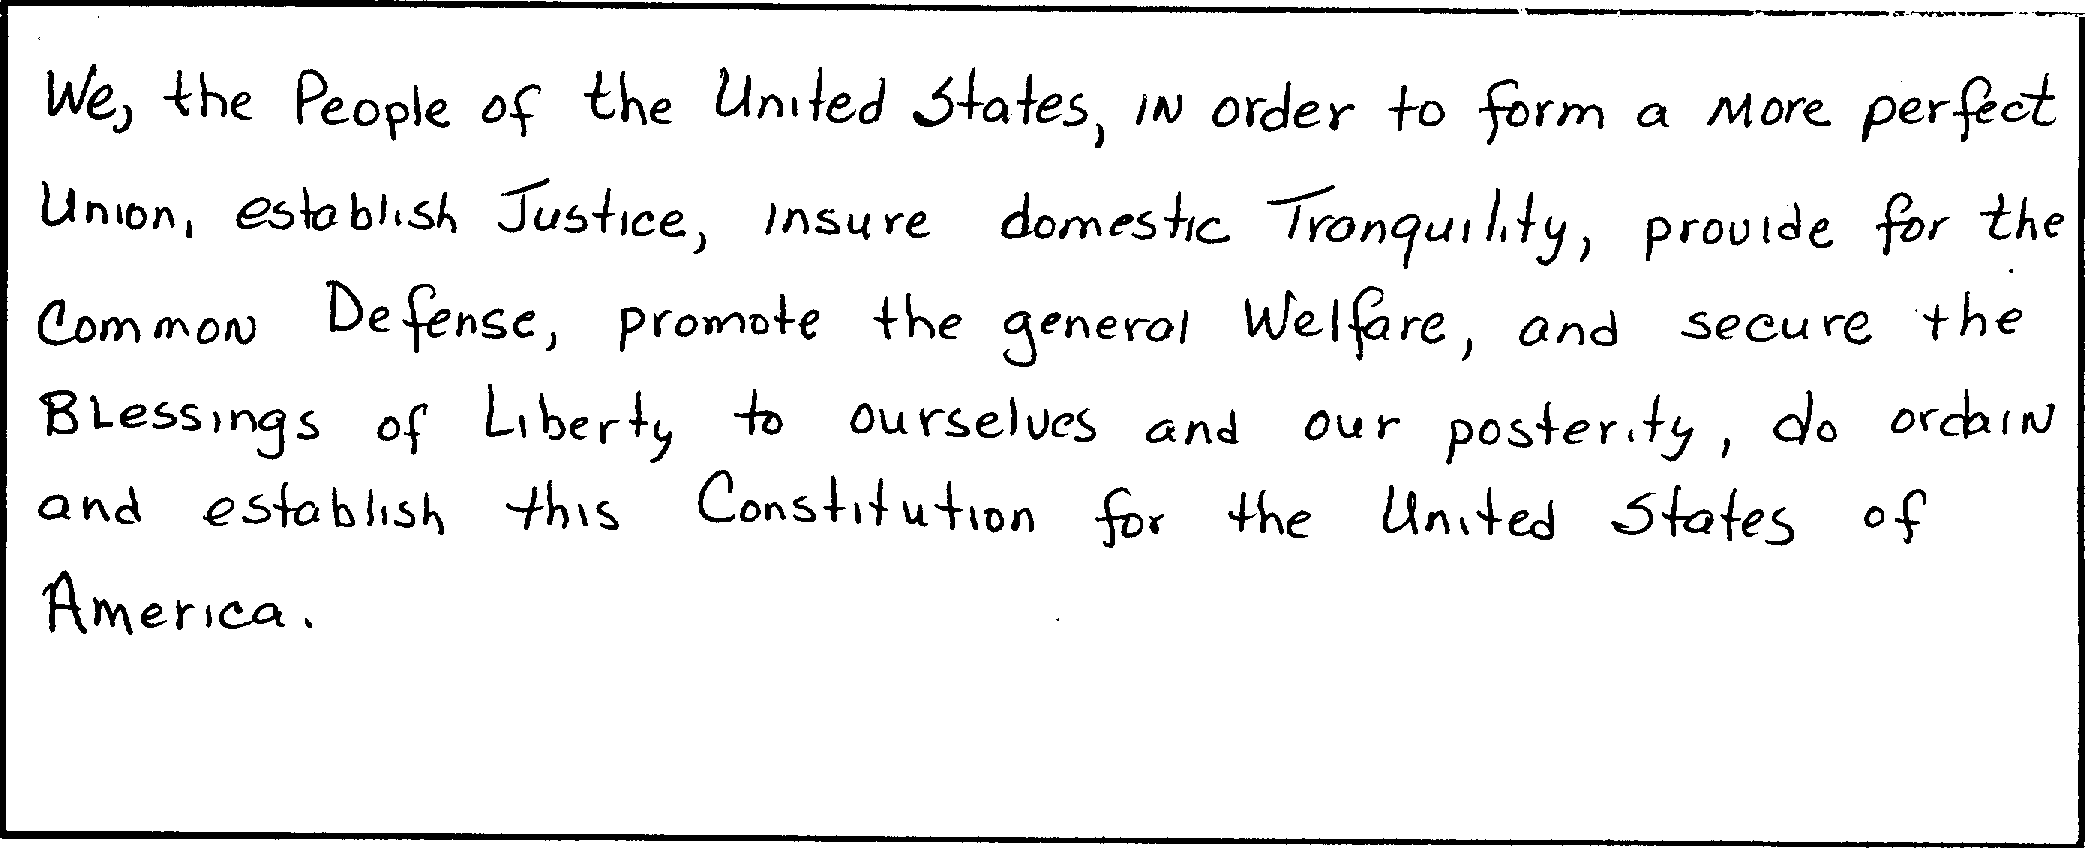 We, the People of the United States, in order to form a more perfect
Union, establish Justice, insure domestic Tranquility, provide for the
Common Defense, promote the general Welfare, and secure the
Blessings of Liberty to ourselves and our posterity, do ordain
and establish this Constitution for the United States of
America.